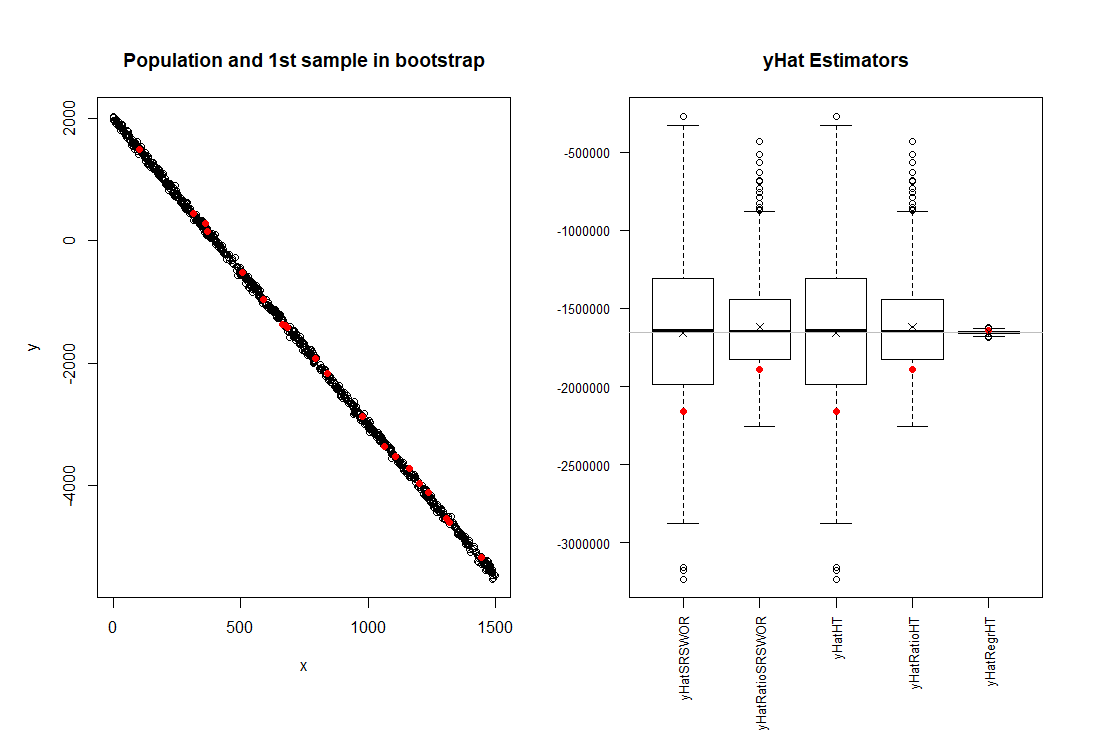 Population and 1st sample in bootstrap
2000
0
-2000
-4000
y
0
500
1000
1500
x
yHat Estimators
-500000
-1000000
-1500000
-2000000
-2500000
-3000000
yHatSRSWOR
yHatRatioSRSWOR
yHatHT
yHatRatioHT
yHatRegrHT